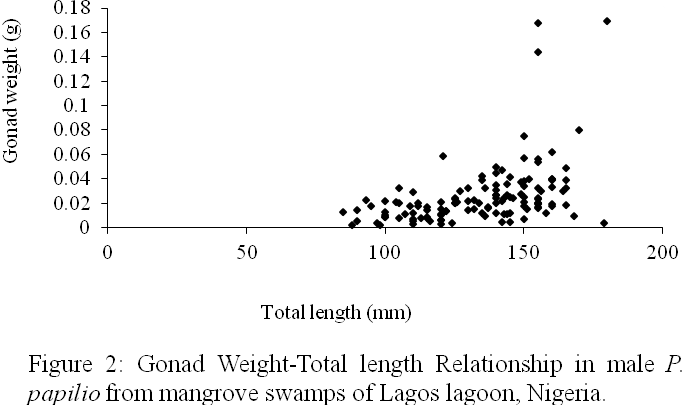 0.18
0.16
0.14
0.12
0.1
0.08
0.06
0.04
0.02
0
Gonad weight (g)
0 50 100 150 200
Total length (mm)
Figure 2: Gonad Weight-Total length Relationship in male P.
papilio from mangrove swamps of Lagos lagoon, Nigeria.